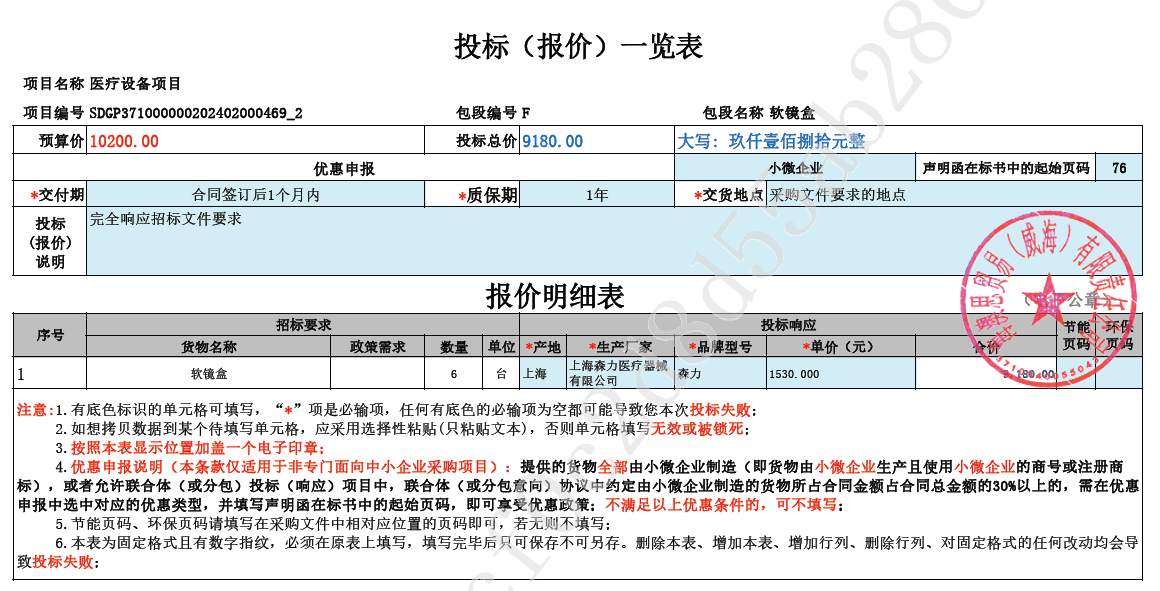 投标（报价）一览表
项目名称 医疗设备项目
项目编号 SDGP371000000202402000469_2 包段编号 F 包段名称 软镜盒
预算价 10200.00 投标总价 9180.00 大写: 玖仟壹佰捌拾元整
优惠申报 小微企业 声明函在标书中的起始页码 76
*交付期 合同签订后1个月内 *质保期 1年 *交货地点 采购文件要求的地点
投标
(报价)
说明
完全响应招标文件要求
报价明细表
公章
序号 招标要求 投标响应 节能页码 环保页码
货物名称 政策需求 数量 单位 *产地 *生产厂家 *品牌型号 *单价（元） 合价
1 软镜盒 6 台 上海 上海森力医疗器械有限公司 森力 1530.000 9,180.00
注意:1.有底色标识的单元格可填写，“*”项是必输项，任何有底色的必输项为空都可能导致您本次投标失败;
2.如想拷贝数据到某个待填写单元格，应采用选择性粘贴(只粘贴文本)，否则单元格填写无效或被锁死;
3.按照本表显示位置加盖一个电子印章;
4.优惠申报说明（本条款仅适用于非专门面向中小企业采购项目）: 提供的货物全部由小微企业制造（即货物由小微企业生产且使用小微企业的商号或注册商
标），或者允许联合体（或分包）投标（响应）项目中，联合体（或分包意向）协议中约定由小微企业制造的货物所占合同金额占合同总金额的30%以上的，需在优惠
申报中选中对应的优惠类型，并填写声明函在标书中的起始页码，即可享受优惠政策; 不满足以上优惠条件的，可不填写;
5.节能页码、环保页码请填写在采购文件中相对应位置的页码即可，若无则不填写;
6.本表为固定格式且有数字指纹，必须在原表上填写，填写完毕后只可保存不可另存。删除本表、增加本表、增加行列、删除行列、对固定格式的任何改动均会导
致投标失败;